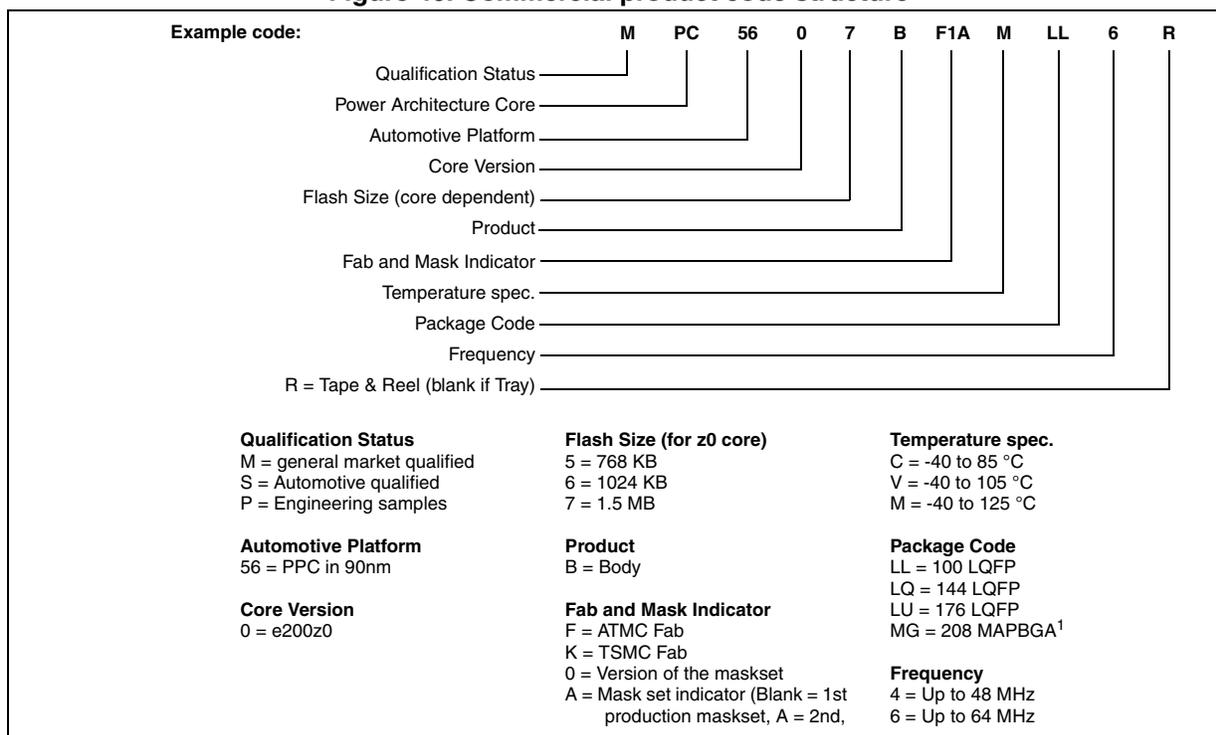 Figure 45. Commercial product code structure
Example code: M PC 56 0 7 B F1A M LL 6 R
Qualification Status
Power Architecture Core
Automotive Platform
Core Version
Flash Size (core dependent)
Product
Fab and Mask Indicator
Temperature spec.
Package Code
Frequency
R = Tape & Reel (blank if Tray)
Qualification Status
M = general market qualified
S = Automotive qualified
P = Engineering samples
Automotive Platform
56 = PPC in 90nm
Core Version
0 = e200z0
Flash Size (for z0 core)
5 = 768 KB
6 = 1024 KB
7 = 1.5 MB
Product
B = Body
Fab and Mask Indicator
F = ATMC Fab
K = TSMC Fab
0 = Version of the maskset
A = Mask set indicator (Blank = 1st
production maskset, A = 2nd,
Temperature spec.
C = -40 to 85 °C
V = -40 to 105 °C
M = -40 to 125 °C
Package Code
LL = 100 LQFP
LQ = 144 LQFP
LU = 176 LQFP
MG = 208 MAPBGA1
Frequency
4 = Up to 48 MHz
6 = Up to 64 MHz